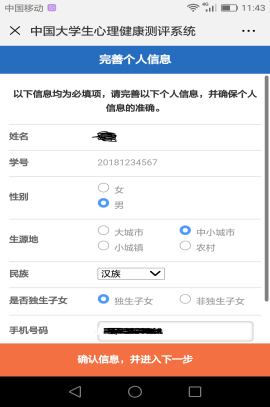 中国移动 11:43
中国大学生心理健康测评系统
完善个人信息
以下信息均为必填项，请完善以下个人信息，并确保个人
信息的准确。
姓名
学号 20181234567
性别 女
男
生源地 大城市 中小城市
小城镇 农村
民族 汉族
是否独生子女 独生子女 非独生子女
手机号码
确认信息，并进入下一步